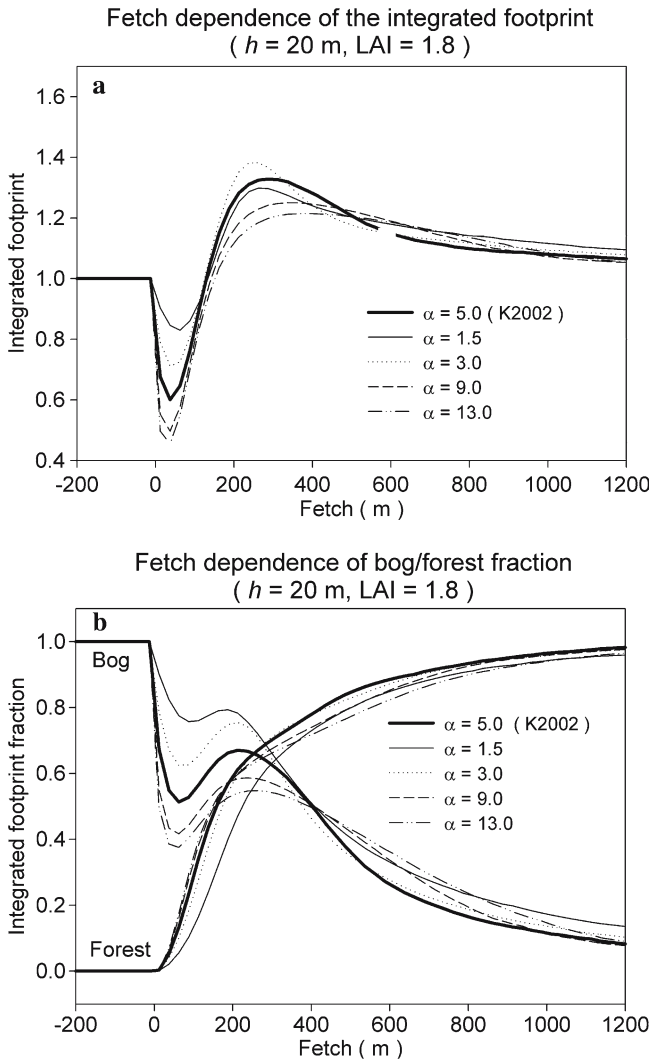 Fetch dependence of the integrated footprint
( h = 20 m, LAI = 1.8 )
a
1.6
1.4
1.2
1.0
0.8
0.6
0.4
Integrated footprint
α = 5.0 ( K2002 )
α = 1.5
α = 3.0
α = 9.0
α = 13.0
-200 0 200 400 600 800 1000 1200
Fetch ( m )
Fetch dependence of bog/forest fraction
( h = 20 m, LAI = 1.8 )
b
1.0
0.8
0.6
0.4
0.2
0.0
Integrated footprint fraction
Bog
α = 5.0 ( K2002 )
α = 1.5
α = 3.0
α = 9.0
α = 13.0
Forest
-200 0 200 400 600 800 1000 1200
Fetch ( m )